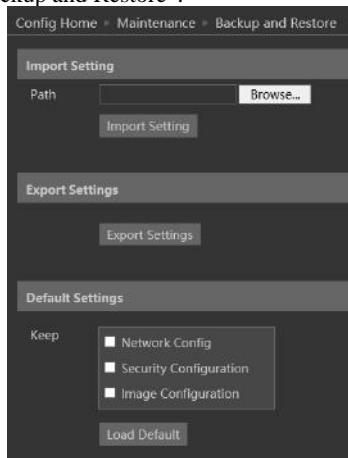 ckup and Restore".
Config Home ▸ Maintenance ▸ Backup and Restore
Import Setting
Path
Browse...
Import Setting
Export Settings
Export Settings
Default Settings
Keep
Network Config
Security Configuration
Image Configuration
Load Default